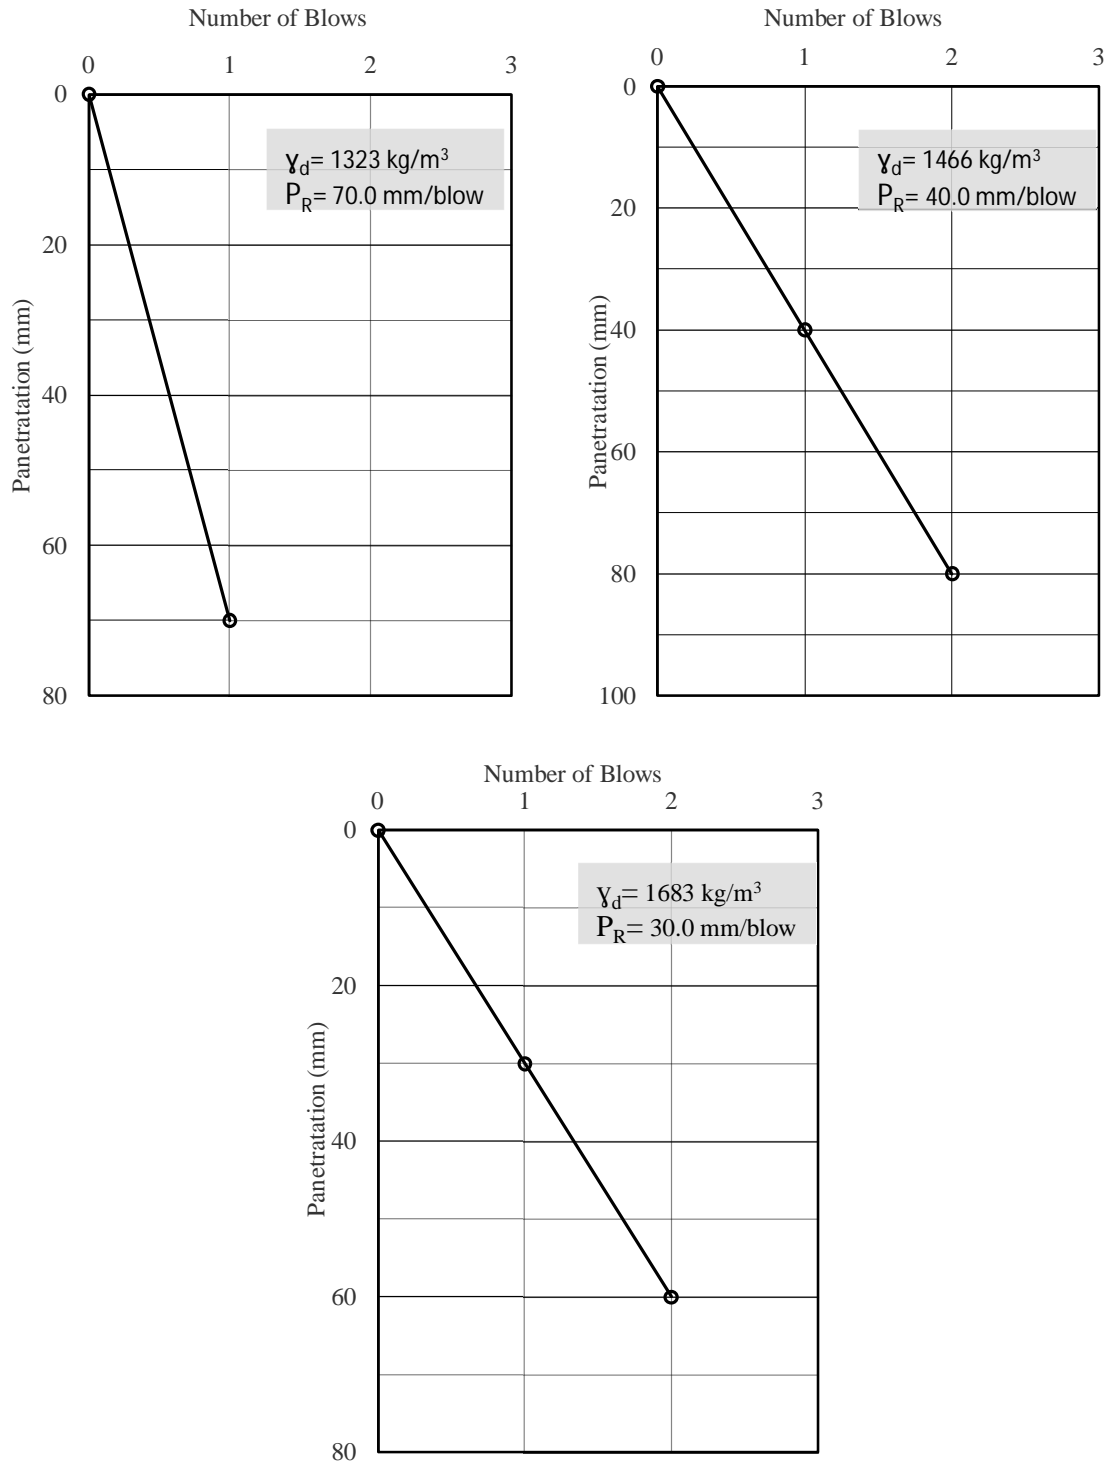 Number of Blows
0 1 2 3
0
20
40
60
80
Panetratation (mm)
ɣd= 1323 kg/m³
PR= 70.0 mm/blow
Number of Blows
0 1 2 3
0
20
40
60
80
100
Panetratation (mm)
ɣd= 1466 kg/m³
PR= 40.0 mm/blow
Number of Blows
0 1 2 3
0
20
40
60
80
Panetratation (mm)
ɣd= 1683 kg/m³
PR= 30.0 mm/blow